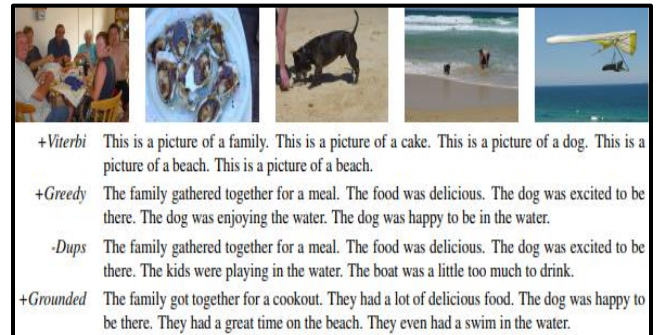 +Viterbi This is a picture of a family. This is a picture of a cake. This is a picture of a dog. This is a
picture of a beach. This is a picture of a beach.
+Greedy The family gathered together for a meal. The food was delicious. The dog was excited to be
there. The dog was enjoying the water. The dog was happy to be in the water.
-Dups The family gathered together for a meal. The food was delicious. The dog was excited to be
there. The kids were playing in the water. The boat was a little too much to drink.
+Grounded The family got together for a cookout. They had a lot of delicious food. The dog was happy to
be there. They had a great time on the beach. They even had a swim in the water.